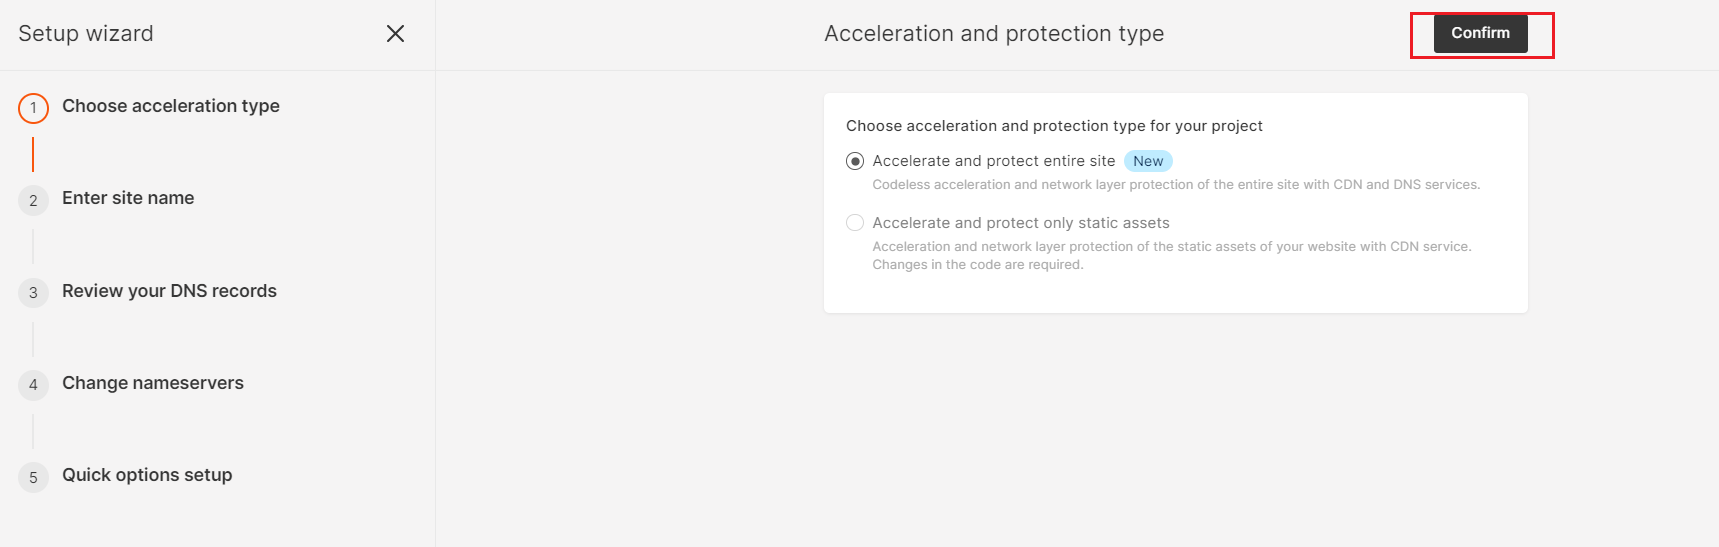 Setup wizard
1 Choose acceleration type
2 Enter site name
3 Review your DNS records
4 Change nameservers
5 Quick options setup
Acceleration and protection type
Confirm
Choose acceleration and protection type for your project
Accelerate and protect entire site New
Codeless acceleration and network layer protection of the entire site with CDN and DNS services.
Accelerate and protect only static assets
Acceleration and network layer protection of the static assets of your website with CDN service.
Changes in the code are required.